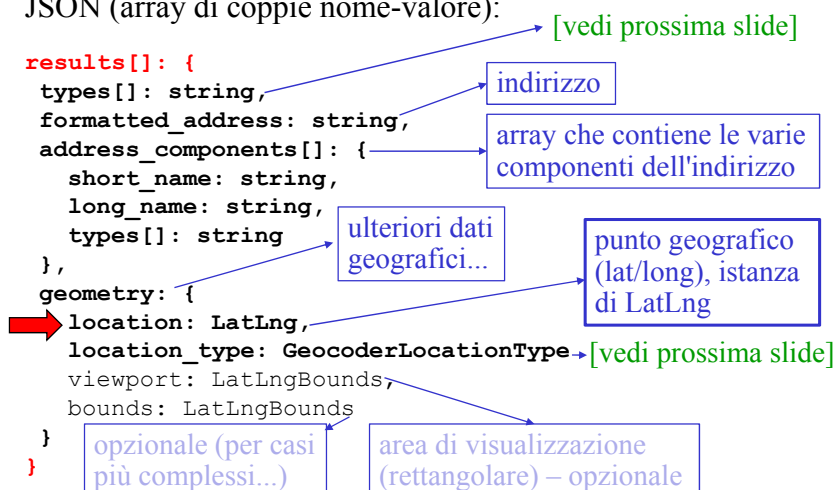 JSON (array di coppie nome-valore):
[vedi prossima slide]
results[]: {
types[]: string,
indirizzo
formatted_address: string,
array che contiene le varie
componenti dell'indirizzo
address_components[]: {
short_name: string,
long_name: string,
types[]: string
ulteriori dati
geografici...
},
punto geografico
(lat/long), istanza
di LatLng
geometry: {
location: LatLng,
location_type: GeocoderLocationType
[vedi prossima slide]
viewport: LatLngBounds,
bounds: LatLngBounds
}
opzionale (per casi
più complessi...)
area di visualizzazione
(rettangolare) – opzionale
}